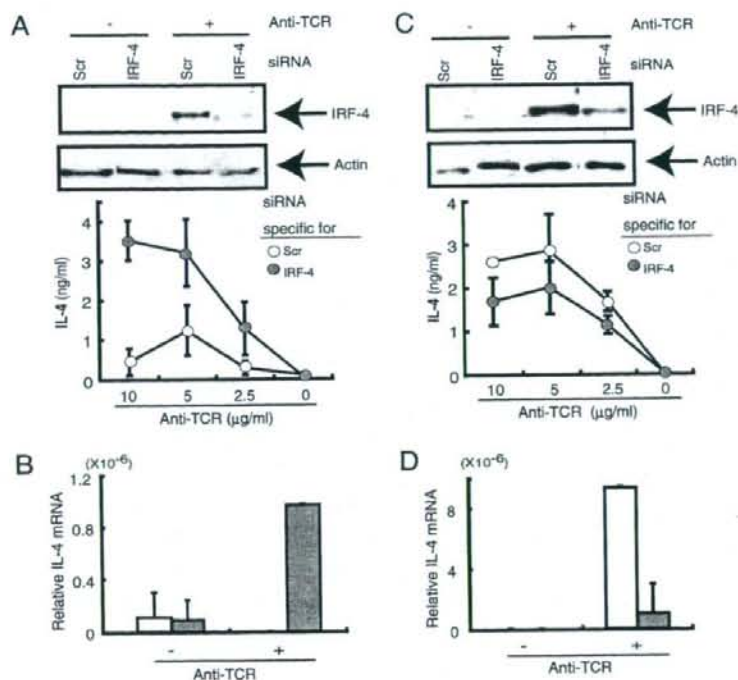 A
- + Anti-TCR
Scr IRF-4 Scr IRF-4 siRNA
IRF-4
Actin
siRNA
specific for
Scr
IRF-4
IL-4 (ng/ml)
4
3
2
1
0
10 5 2.5 0
Anti-TCR (μg/ml)
B
(X10-6)
Relative IL-4 mRNA
1.2
0.8
0.4
0
- +
Anti-TCR
C
- + Anti-TCR
Scr IRF-4 Scr IRF-4 siRNA
IRF-4
Actin
siRNA
specific for
Scr
IRF-4
IL-4 (ng/ml)
4
3
2
1
0
10 5 2.5 0
Anti-TCR (μg/ml)
D
(X10-6)
Relative IL-4 mRNA
8
4
0
- +
Anti-TCR